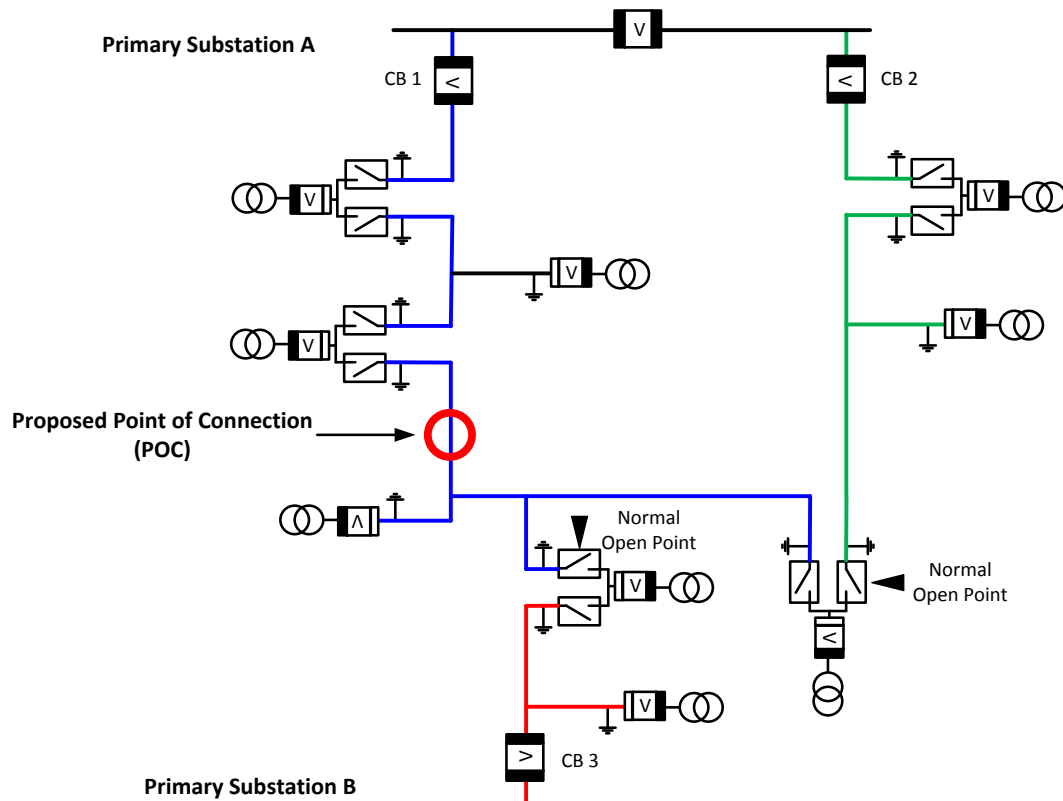 V
Primary Substation A
CB 1
V
CB 2
V
V
V
V
V
V
Proposed Point of Connection
(POC)
Normal
Open Point
V
V
Normal
Open Point
V
V
CB 3
V
Primary Substation B